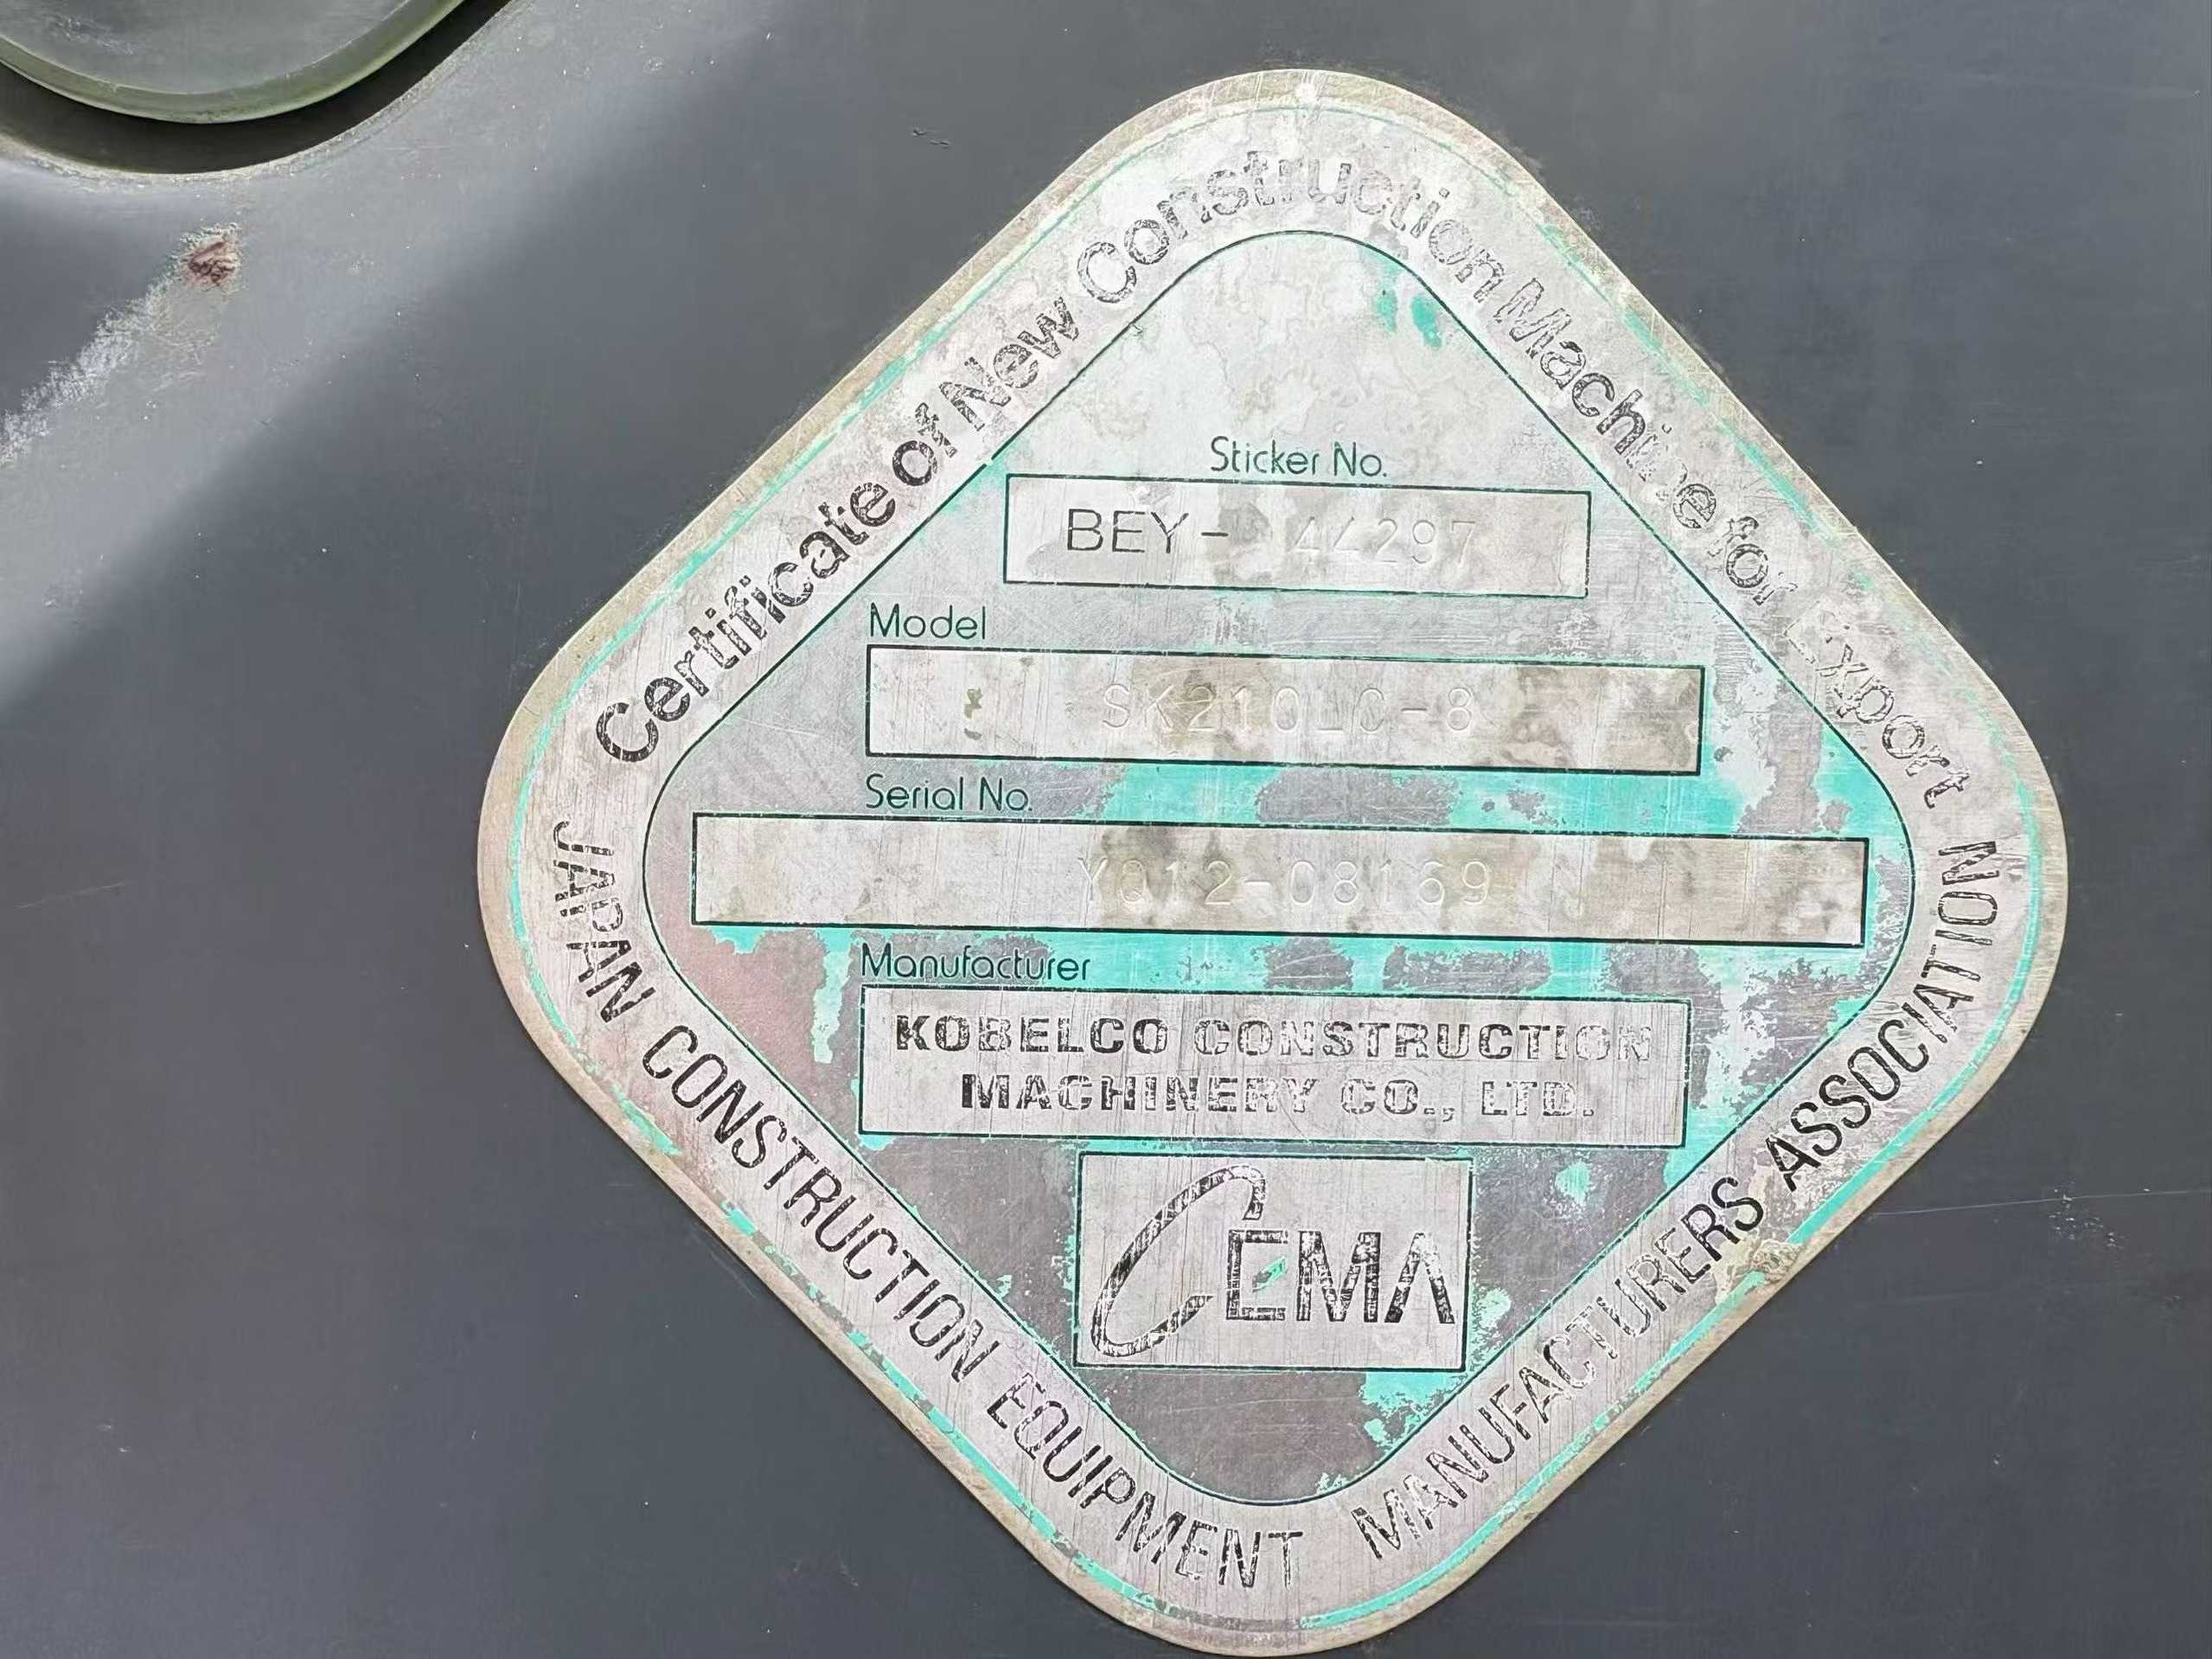 Certificate of New Construction Machine for Export
Sticker No.
BEY- 44297
Model
SK210LC-8
Serial No.
YQ12-08169
Manufacturer
KOBELCO CONSTRUCTION
MACHINERY CO., LTD.
CEMA
JAPAN CONSTRUCTION EQUIPMENT MANUFACTURERS ASSOCIATION